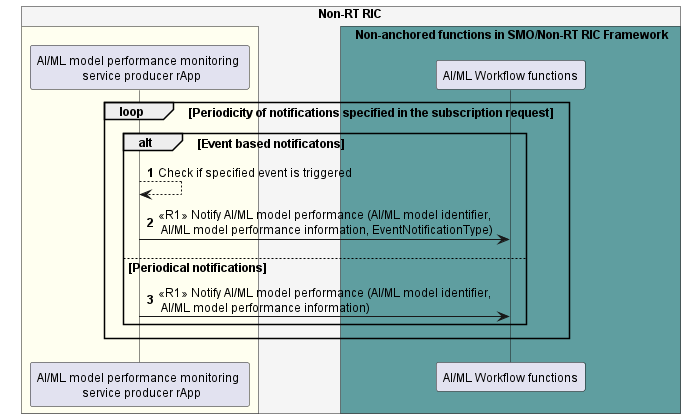 Non-RT RIC
Non-anchored functions in SMO/Non-RT RIC Framework
AI/ML model performance monitoring
service producer rApp
AI/ML Workflow functions
loop [Periodicity of notifications specified in the subscription request]
alt [Event based notificatons]
1 Check if specified event is triggered
2 «R1» Notify AI/ML model performance (AI/ML model identifier,
AI/ML model performance information, EventNotificationType)
[Periodical notifications]
3 «R1» Notify AI/ML model performance (AI/ML model identifier,
AI/ML model performance information)
AI/ML model performance monitoring
service producer rApp
AI/ML Workflow functions